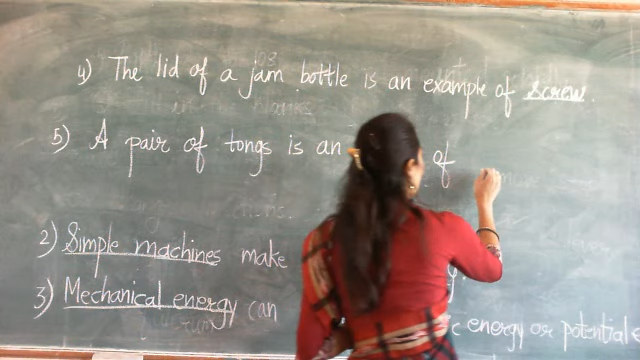 4) The lid of a jam bottle is an example of screw.
5) A pair of tongs is an of
2) Simple machines make
3) Mechanical energy can c energy or potential